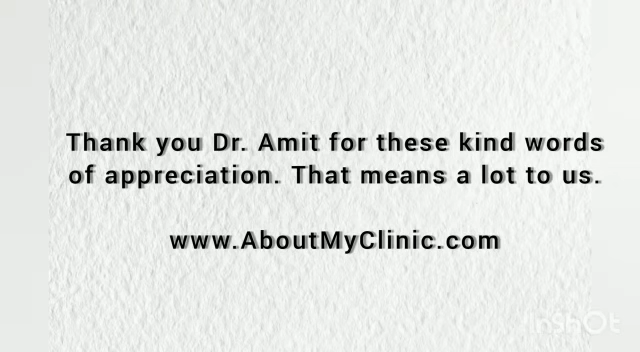 Thank you Dr. Amit for these kind words
of appreciation. That means a lot to us.
www.AboutMyClinic.com
InShOt